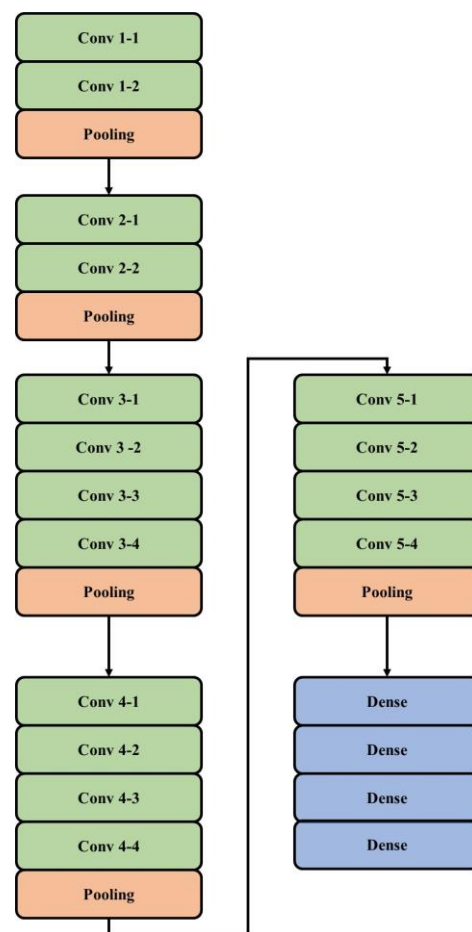 Conv 1-1
Conv 1-2
Pooling
Conv 2-1
Conv 2-2
Pooling
Conv 3-1
Conv 3 -2
Conv 3-3
Conv 3-4
Pooling
Conv 4-1
Conv 4-2
Conv 4-3
Conv 4-4
Pooling
Conv 5-1
Conv 5-2
Conv 5-3
Conv 5-4
Pooling
Dense
Dense
Dense
Dense